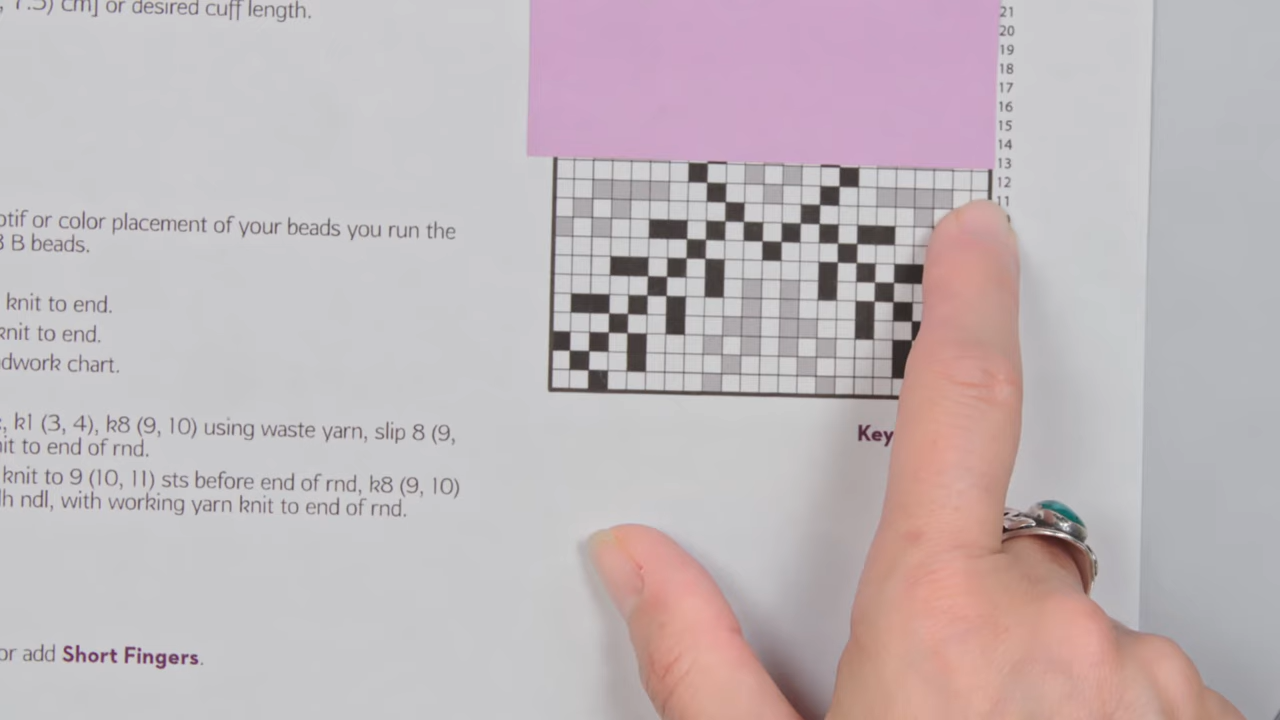 , 7.5) cm] or desired cuff length.
otif or color placement of your beads you run the
B beads.
knit to end.
knit to end.
dwork chart.
, k1 (3, 4), k8 (9, 10) using waste yarn, slip 8 (9,
it to end of rnd.
knit to 9 (10, 11) sts before end of rnd, k8 (9, 10)
ndl, with working yarn knit to end of rnd.
or add Short Fingers.
21
20
19
18
17
16
15
14
13
12
11
Key